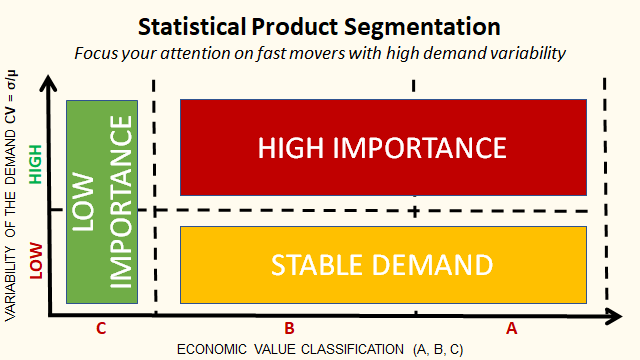 Statistical Product Segmentation
Focus your attention on fast movers with high demand variability
VARIABILITY OF THE DEMAND CV = σ/μ
HIGH
LOW
LOW
IMPORTANCE
HIGH IMPORTANCE
STABLE DEMAND
C
B
A
ECONOMIC VALUE CLASSIFICATION (A, B, C)